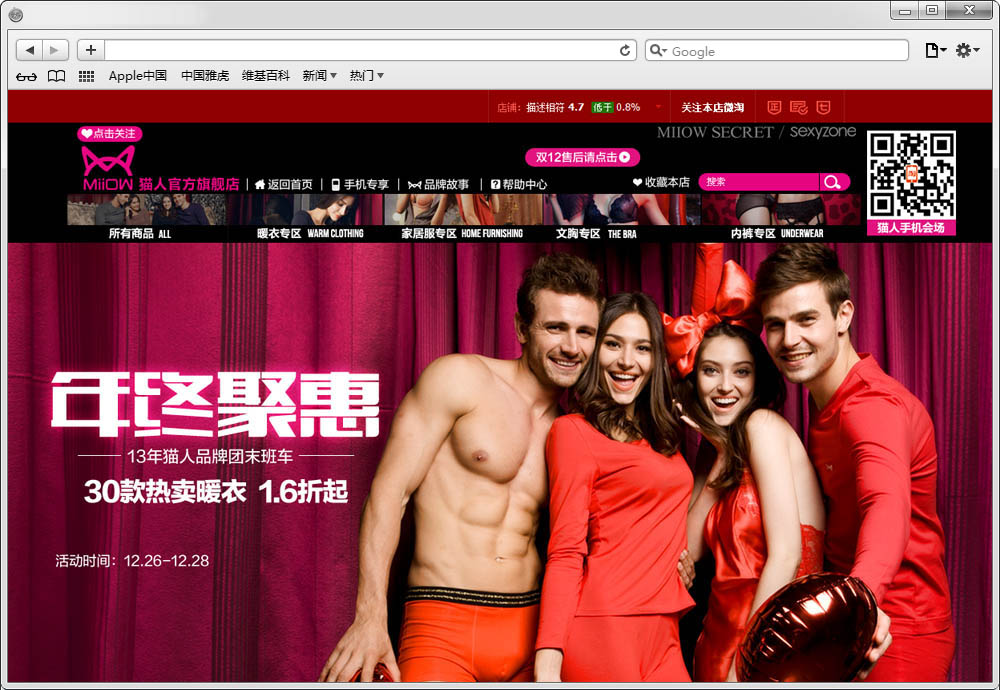 Google
Apple中国 中国雅虎 维基百科 新闻 热门
店铺: 描述相符 4.7 低于 0.8% 关注本店微淘
点击关注
MIIOW SECRET / sexyzone
双12售后请点击
MiiOW 猫人官方旗舰店 | 返回首页 | 手机专享 | 品牌故事 | 帮助中心
收藏本店 搜索
所有商品 ALL 暖衣专区 WARM CLOTHING 家居服专区 HOME FURNISHING 文胸专区 THE BRA 内裤专区 UNDERWEAR
猫人手机会场
年终聚惠
13年猫人品牌团末班车
30款热卖暖衣 1.6折起
活动时间: 12.26-12.28